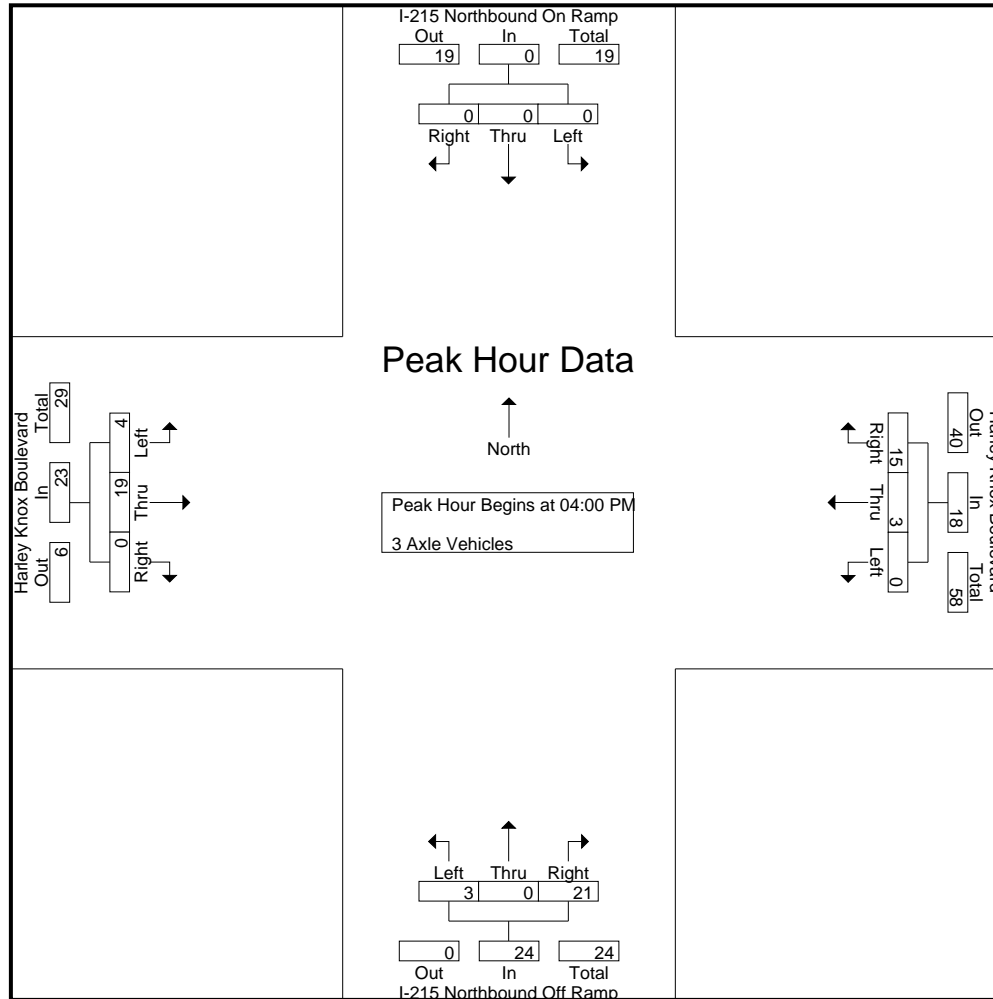 I-215 Northbound On Ramp
Out In Total
19 0 19
0 0 0
Right Thru Left
Peak Hour Data
North
Peak Hour Begins at 04:00 PM
3 Axle Vehicles
Harley Knox Boulevard
Total In Out
29 23 6
4 19 0
Left Thru Right
Harley Knox Boulevard
Out In Total
40 18 58
15 3 0
Right Thru Left
Left Thru Right
3 0 21
0 24 24
Out In Total
I-215 Northbound Off Ramp